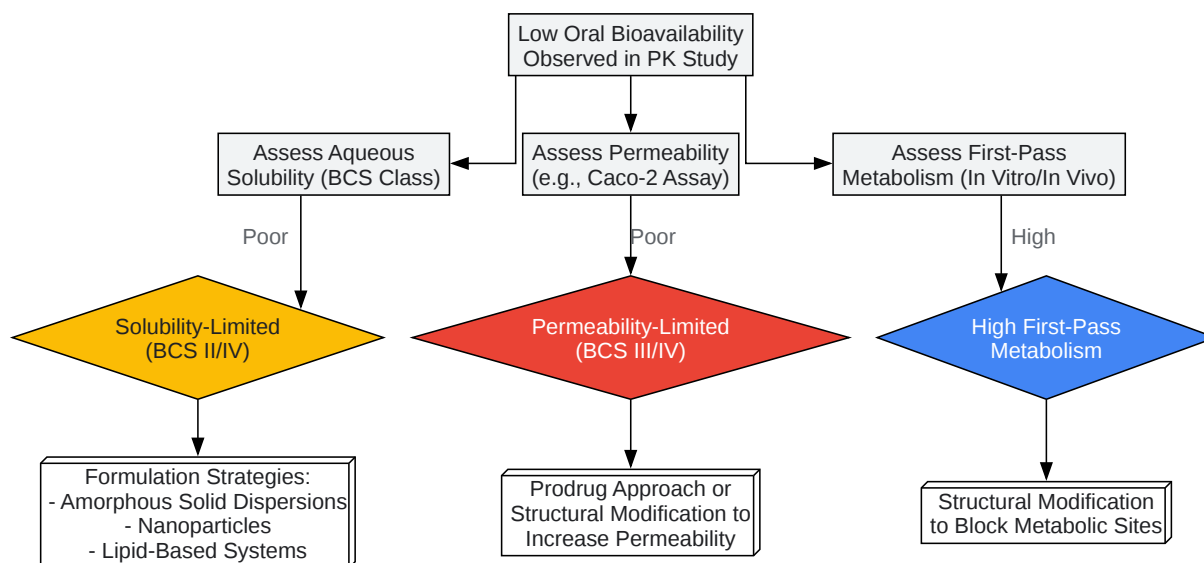 Low Oral Bioavailability
Observed in PK Study
Assess Aqueous
Solubility (BCS Class)
Assess Permeability
(e.g., Caco-2 Assay)
Assess First-Pass
Metabolism (In Vitro/In Vivo)
Poor
Poor
High
Solubility-Limited
(BCS II/IV)
Permeability-Limited
(BCS III/IV)
High First-Pass
Metabolism
Formulation Strategies:
- Amorphous Solid Dispersions
- Nanoparticles
- Lipid-Based Systems
Prodrug Approach or
Structural Modification to
Increase Permeability
Structural Modification
to Block Metabolic Sites